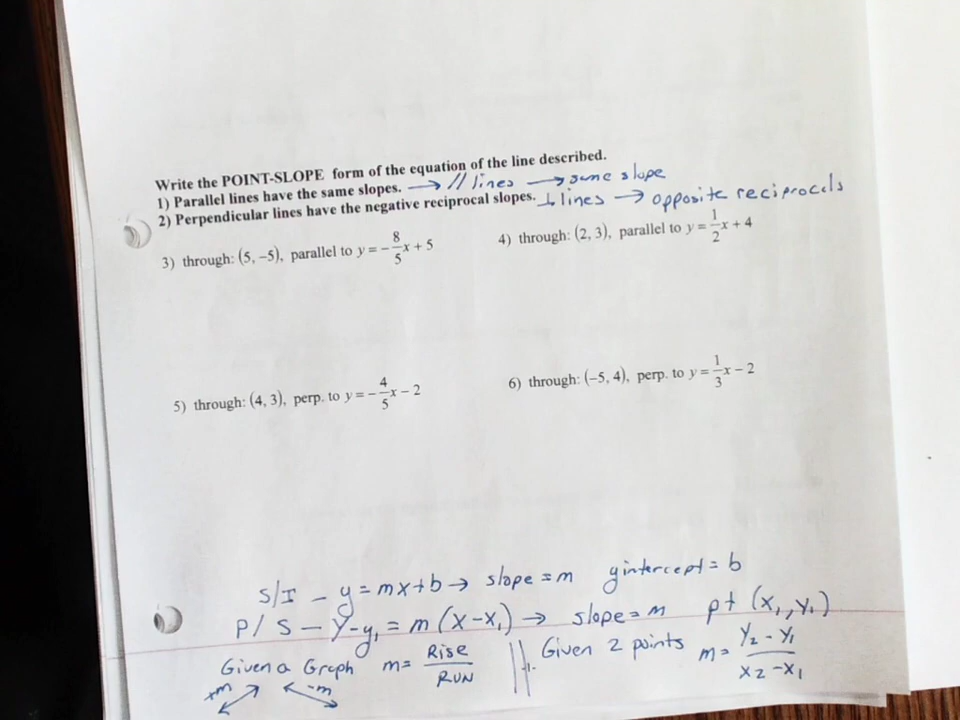 Write the POINT-SLOPE form of the equation of the line described.
1) Parallel lines have the same slopes. → // lines → same slope
2) Perpendicular lines have the negative reciprocal slopes. ⊥ lines → opposite reciprocals
3) through: (5, −5), parallel to y = −8/5x + 5
4) through: (2, 3), parallel to y = 1/2x + 4
5) through: (4, 3), perp. to y = −4/5x − 2
6) through: (−5, 4), perp. to y = 1/3x − 2
S/I – y = mx+b → slope = m y intercept = b
P/S – Y-y₁ = m (X-X₁) → slope = m pt (X₁, Y₁)
Given a Graph m = Rise/RUN
Given 2 points m = Y₂ - Y₁/X₂ - X₁
+m -m